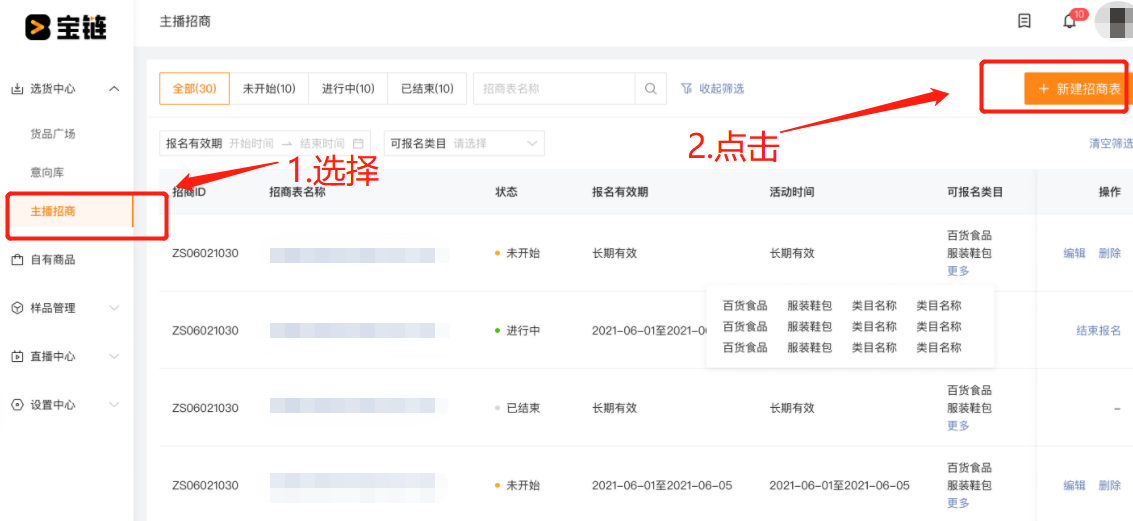 宝链
主播招商
10
选货中心
货品广场
意向库
主播招商
自有商品
样品管理
直播中心
设置中心
全部(30) 未开始(10) 进行中(10) 已结束(10) 招商表名称 收起筛选
+ 新建招商表
2.点击
报名有效期 开始时间 → 结束时间 可报名类目 请选择 清空筛选
1.选择
招商ID 招商表名称 状态 报名有效期 活动时间 可报名类目 操作
百货食品
ZS06021030 未开始 长期有效 长期有效 服装鞋包 编辑 删除
更多
百货食品 服装鞋包 类目名称 类目名称
ZS06021030 进行中 2021-06-01至2021-0 百货食品 服装鞋包 类目名称 类目名称 结束报名
百货食品 服装鞋包 类目名称 类目名称
百货食品
ZS06021030 已结束 长期有效 长期有效 服装鞋包 –
更多
百货食品
ZS06021030 未开始 2021-06-01至2021-06-05 2021-06-01至2021-06-05 服装鞋包 编辑 删除
更多